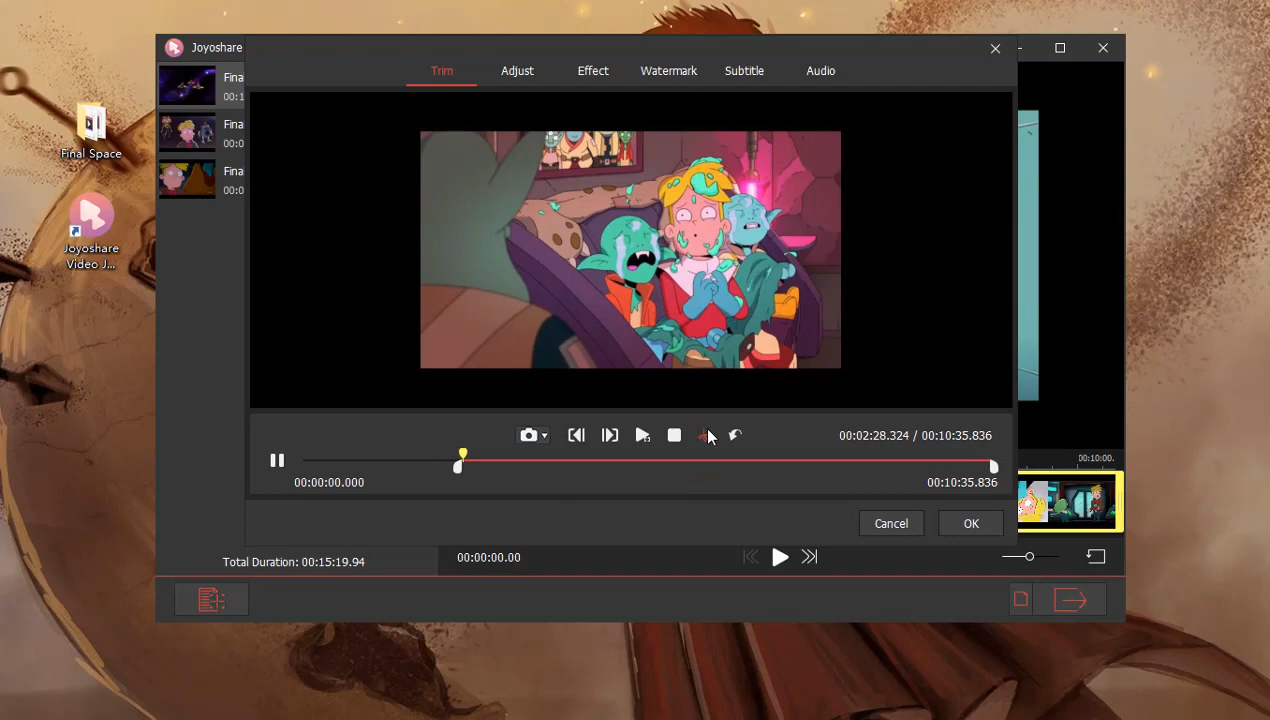 Joyoshare
Trim
Adjust
Effect
Watermark
Subtitle
Audio
Fina
00:1
Fina
00:0
Fina
00:0
Final Space
Joyoshare
Video J...
00:02:28.324 / 00:10:35.836
00:00:00.000
00:10:35.836
00:10:00.
Cancel
OK
Total Duration: 00:15:19.94
00:00:00.00